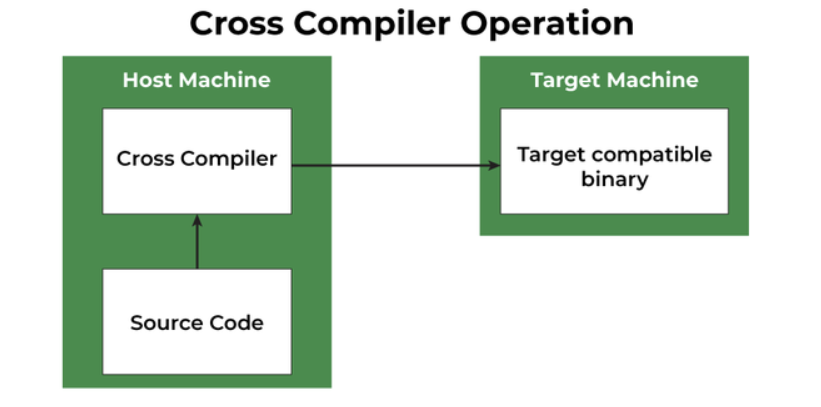 Cross Compiler Operation
Host Machine
Cross Compiler
Source Code
Target Machine
Target compatible
binary